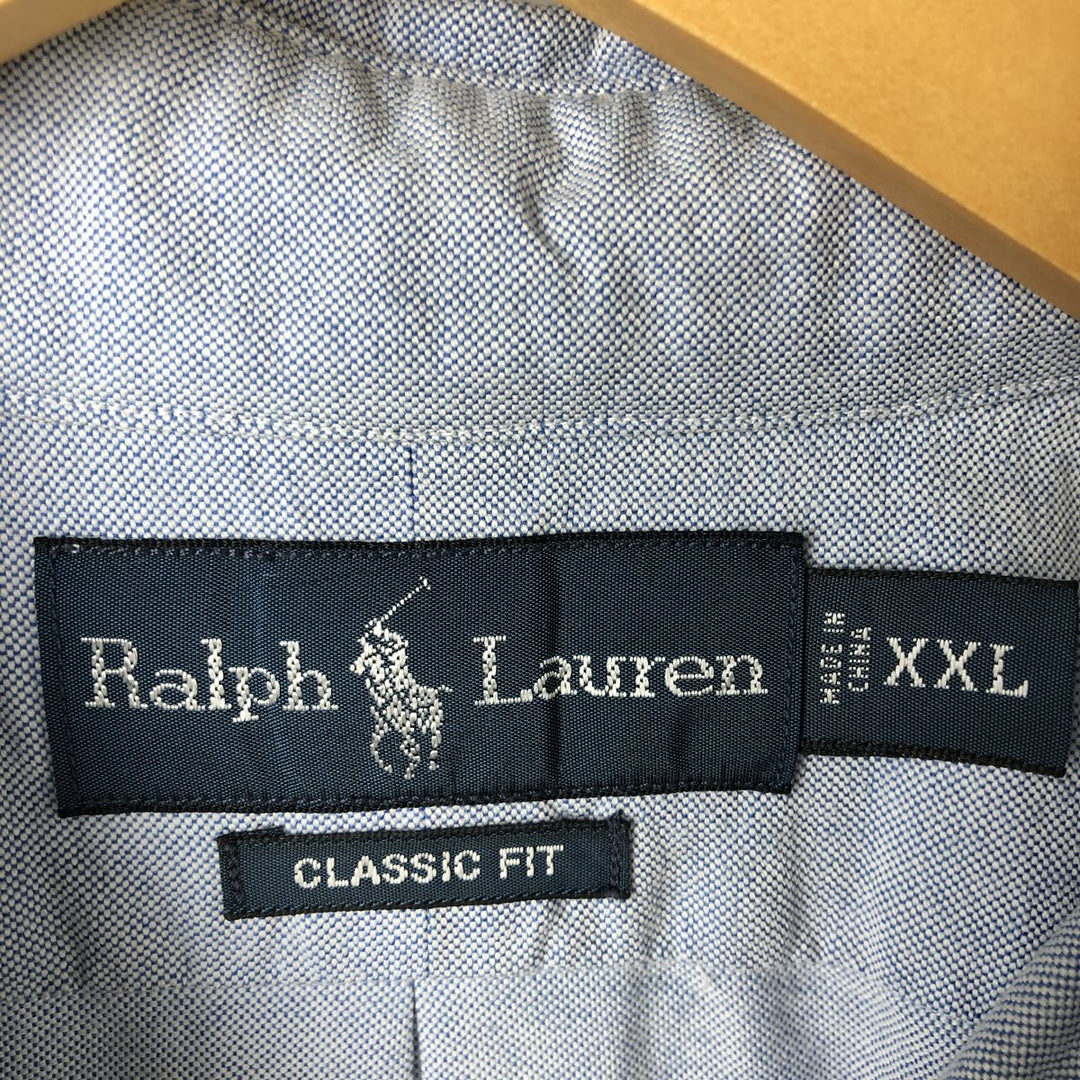 Ralph Lauren
MADE IN
CHINA
XXL
CLASSIC FIT